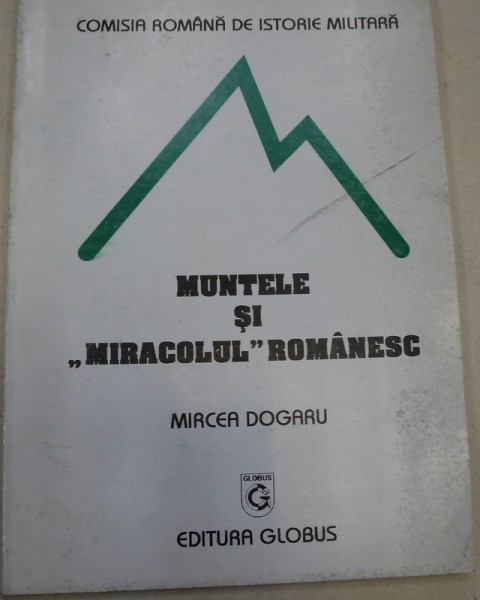 COMISIA ROMÂNĂ DE ISTORIE MILITARĂ
MUNTELE
ŞI
„MIRACOLUL” ROMÂNESC
MIRCEA DOGARU
GLOBUS
G
EDITURA GLOBUS